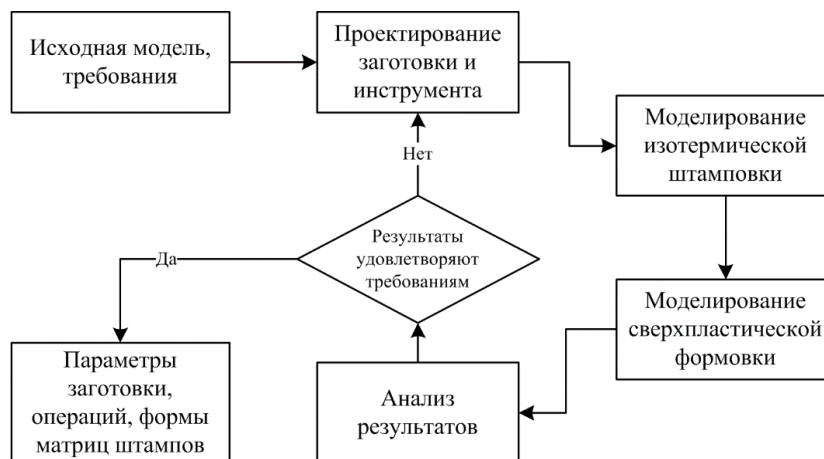 Исходная модель,
требования
Проектирование
заготовки и
инструмента
Моделирование
изотермической
штамповки
Нет
Результаты
удовлетворяют
требованиям
Да
Моделирование
сверхпластической
формовки
Параметры
заготовки,
операций, формы
матриц штампов
Анализ
результатов